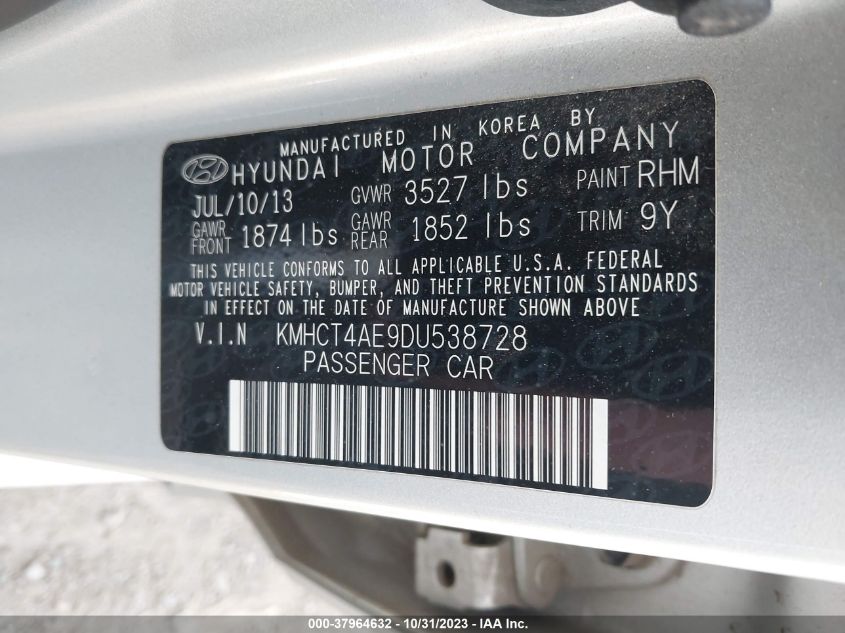 MANUFACTURED IN KOREA BY
HYUNDAI MOTOR COMPANY
JUL/10/13 GVWR 3527 lbs PAINT RHM
GAWR FRONT 1874 lbs GAWR REAR 1852 lbs TRIM 9Y
THIS VEHICLE CONFORMS TO ALL APPLICABLE U.S.A. FEDERAL
MOTOR VEHICLE SAFETY, BUMPER, AND THEFT PREVENTION STANDARDS
IN EFFECT ON THE DATE OF MANUFACTURE SHOWN ABOVE
V.I.N KMHCT4AE9DU538728
PASSENGER CAR
000-37964632 - 10/31/2023 - IAA Inc.